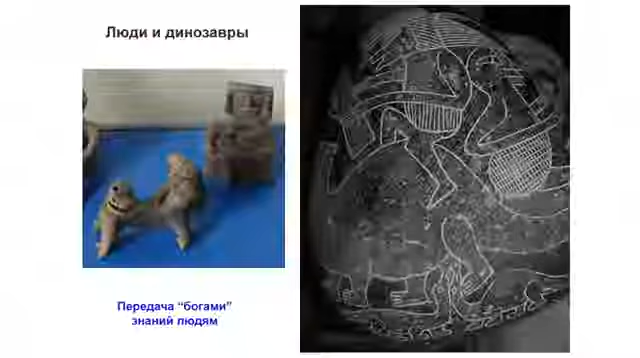 Люди и динозавры
Передача “богами”
знаний людям